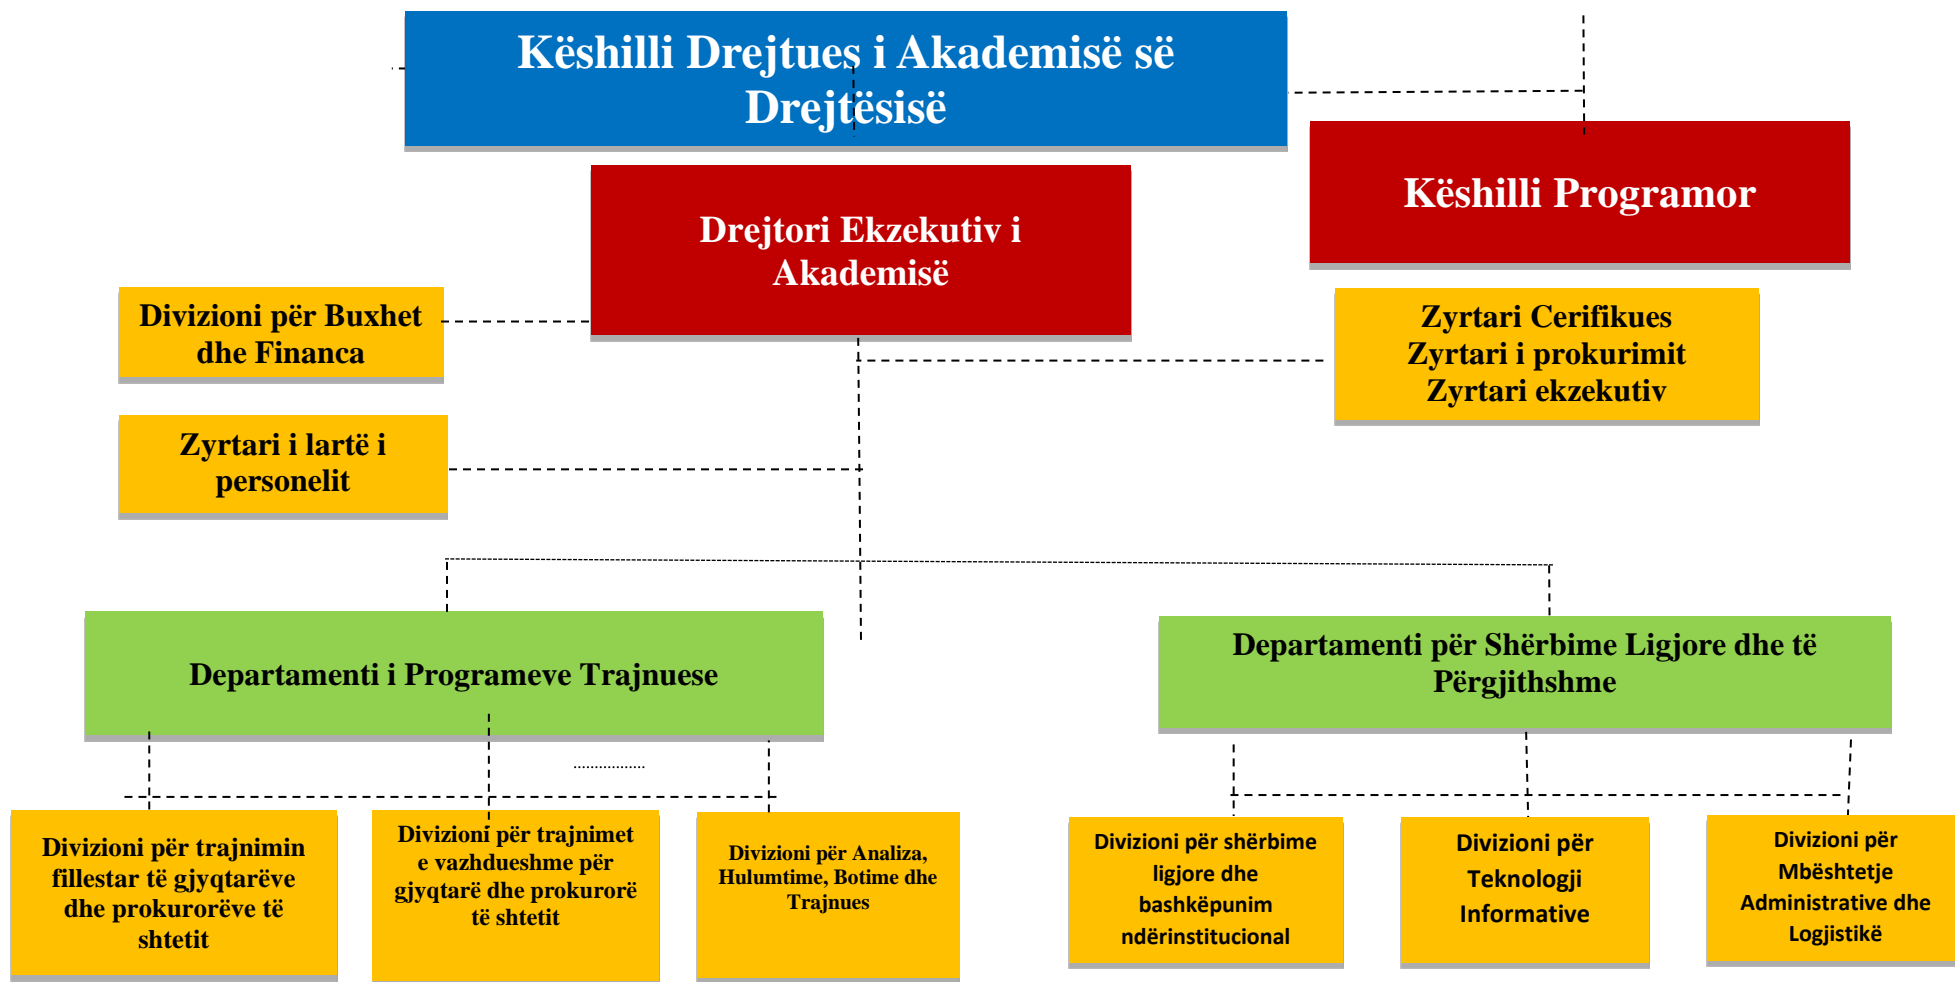 Këshilli Drejtues i Akademisë së
Drejtësisë
Këshilli Programor
Drejtori Ekzekutiv i
Akademisë
Divizioni për Buxhet
dhe Financa
Zyrtari Cerifikues
Zyrtari i prokurimit
Zyrtari ekzekutiv
Zyrtari i lartë i
personelit
Departamenti i Programeve Trajnuese
Departamenti për Shërbime Ligjore dhe të
Përgjithshme
Divizioni për trajnimin
fillestar të gjyqtarëve
dhe prokurorëve të
shtetit
Divizioni për trajnimet
e vazhdueshme për
gjyqtarë dhe prokurorë
të shtetit
Divizioni për Analiza,
Hulumtime, Botime dhe
Trajnues
Divizioni për shërbime
ligjore dhe
bashkëpunim
ndërinstitucional
Divizioni për
Teknologji
Informative
Divizioni për
Mbështetje
Administrative dhe
Logjistikë